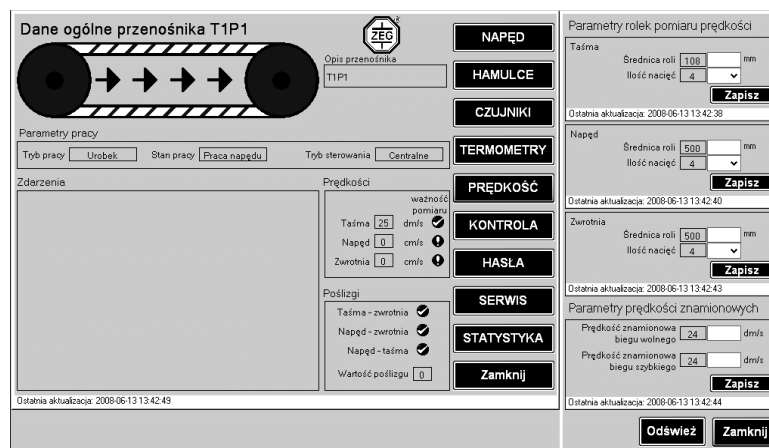 Dane ogólne przenośnika T1P1
ZEG
Opis przenośnika
T1P1
Parametry pracy
Tryb pracy Urobek Stan pracy Praca napędu Tryb sterowania Centralne
Zdarzenia
Prędkości
ważność
pomiaru
Taśma 25 dm/s
Napęd 0 cm/s
Zwrotnia 0 cm/s
Poślizgi
Taśma - zwrotnia
Napęd - zwrotnia
Napęd - taśma
Wartość poślizgu 0
Ostatnia aktualizacja: 2008-06-13 13:42:49
NAPĘD
HAMULCE
CZUJNIKI
TERMOMETRY
PRĘDKOŚĆ
KONTROLA
HASŁA
SERWIS
STATYSTYKA
Zamknij
Parametry rolek pomiaru prędkości
Taśma
Średnica roli 108 mm
Ilość nacięć 4
Zapisz
Ostatnia aktualizacja: 2008-06-13 13:42:38
Napęd
Średnica roli 500 mm
Ilość nacięć 4
Zapisz
Ostatnia aktualizacja: 2008-06-13 13:42:40
Zwrotnia
Średnica roli 500 mm
Ilość nacięć 4
Zapisz
Ostatnia aktualizacja: 2008-06-13 13:42:43
Parametry prędkości znamionowych
Prędkość znamionowa
biegu wolnego 24 dm/s
Prędkość znamionowa
biegu szybkiego 24 dm/s
Zapisz
Ostatnia aktualizacja: 2008-06-13 13:42:44
Odśwież Zamknij